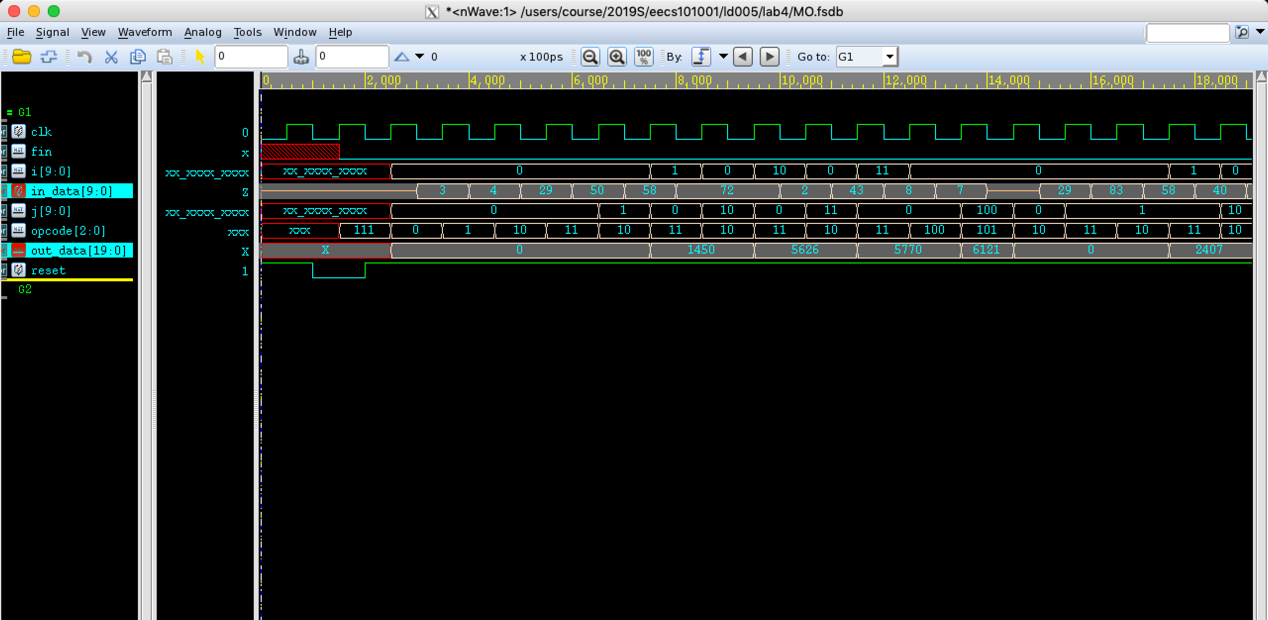 *<nWave:1> /users/course/2019S/eecs101001/ld005/lab4/MO.fsdb
File Signal View Waveform Analog Tools Window Help
0 0 0 x 100ps 100 % By: Go to: G1
0 2,000 4,000 6,000 8,000 10,000 12,000 14,000 16,000 18,000
= G1
clk 0
fin x
i[9:0] xx_xxxx_xxxx xx_xxxx_xxxx 0 1 0 10 0 11 0 1 0
in_data[9:0] Z 3 4 29 50 58 72 2 43 8 7 29 83 58 40
j[9:0] xx_xxxx_xxxx xx_xxxx_xxxx 0 1 0 10 0 11 0 100 0 1 10
opcode[2:0] xxx xxx 111 0 1 10 11 10 11 10 11 10 11 100 101 10 11 10 11 10
out_data[19:0] X X 0 1450 5626 5770 6121 0 2407
reset 1
G2